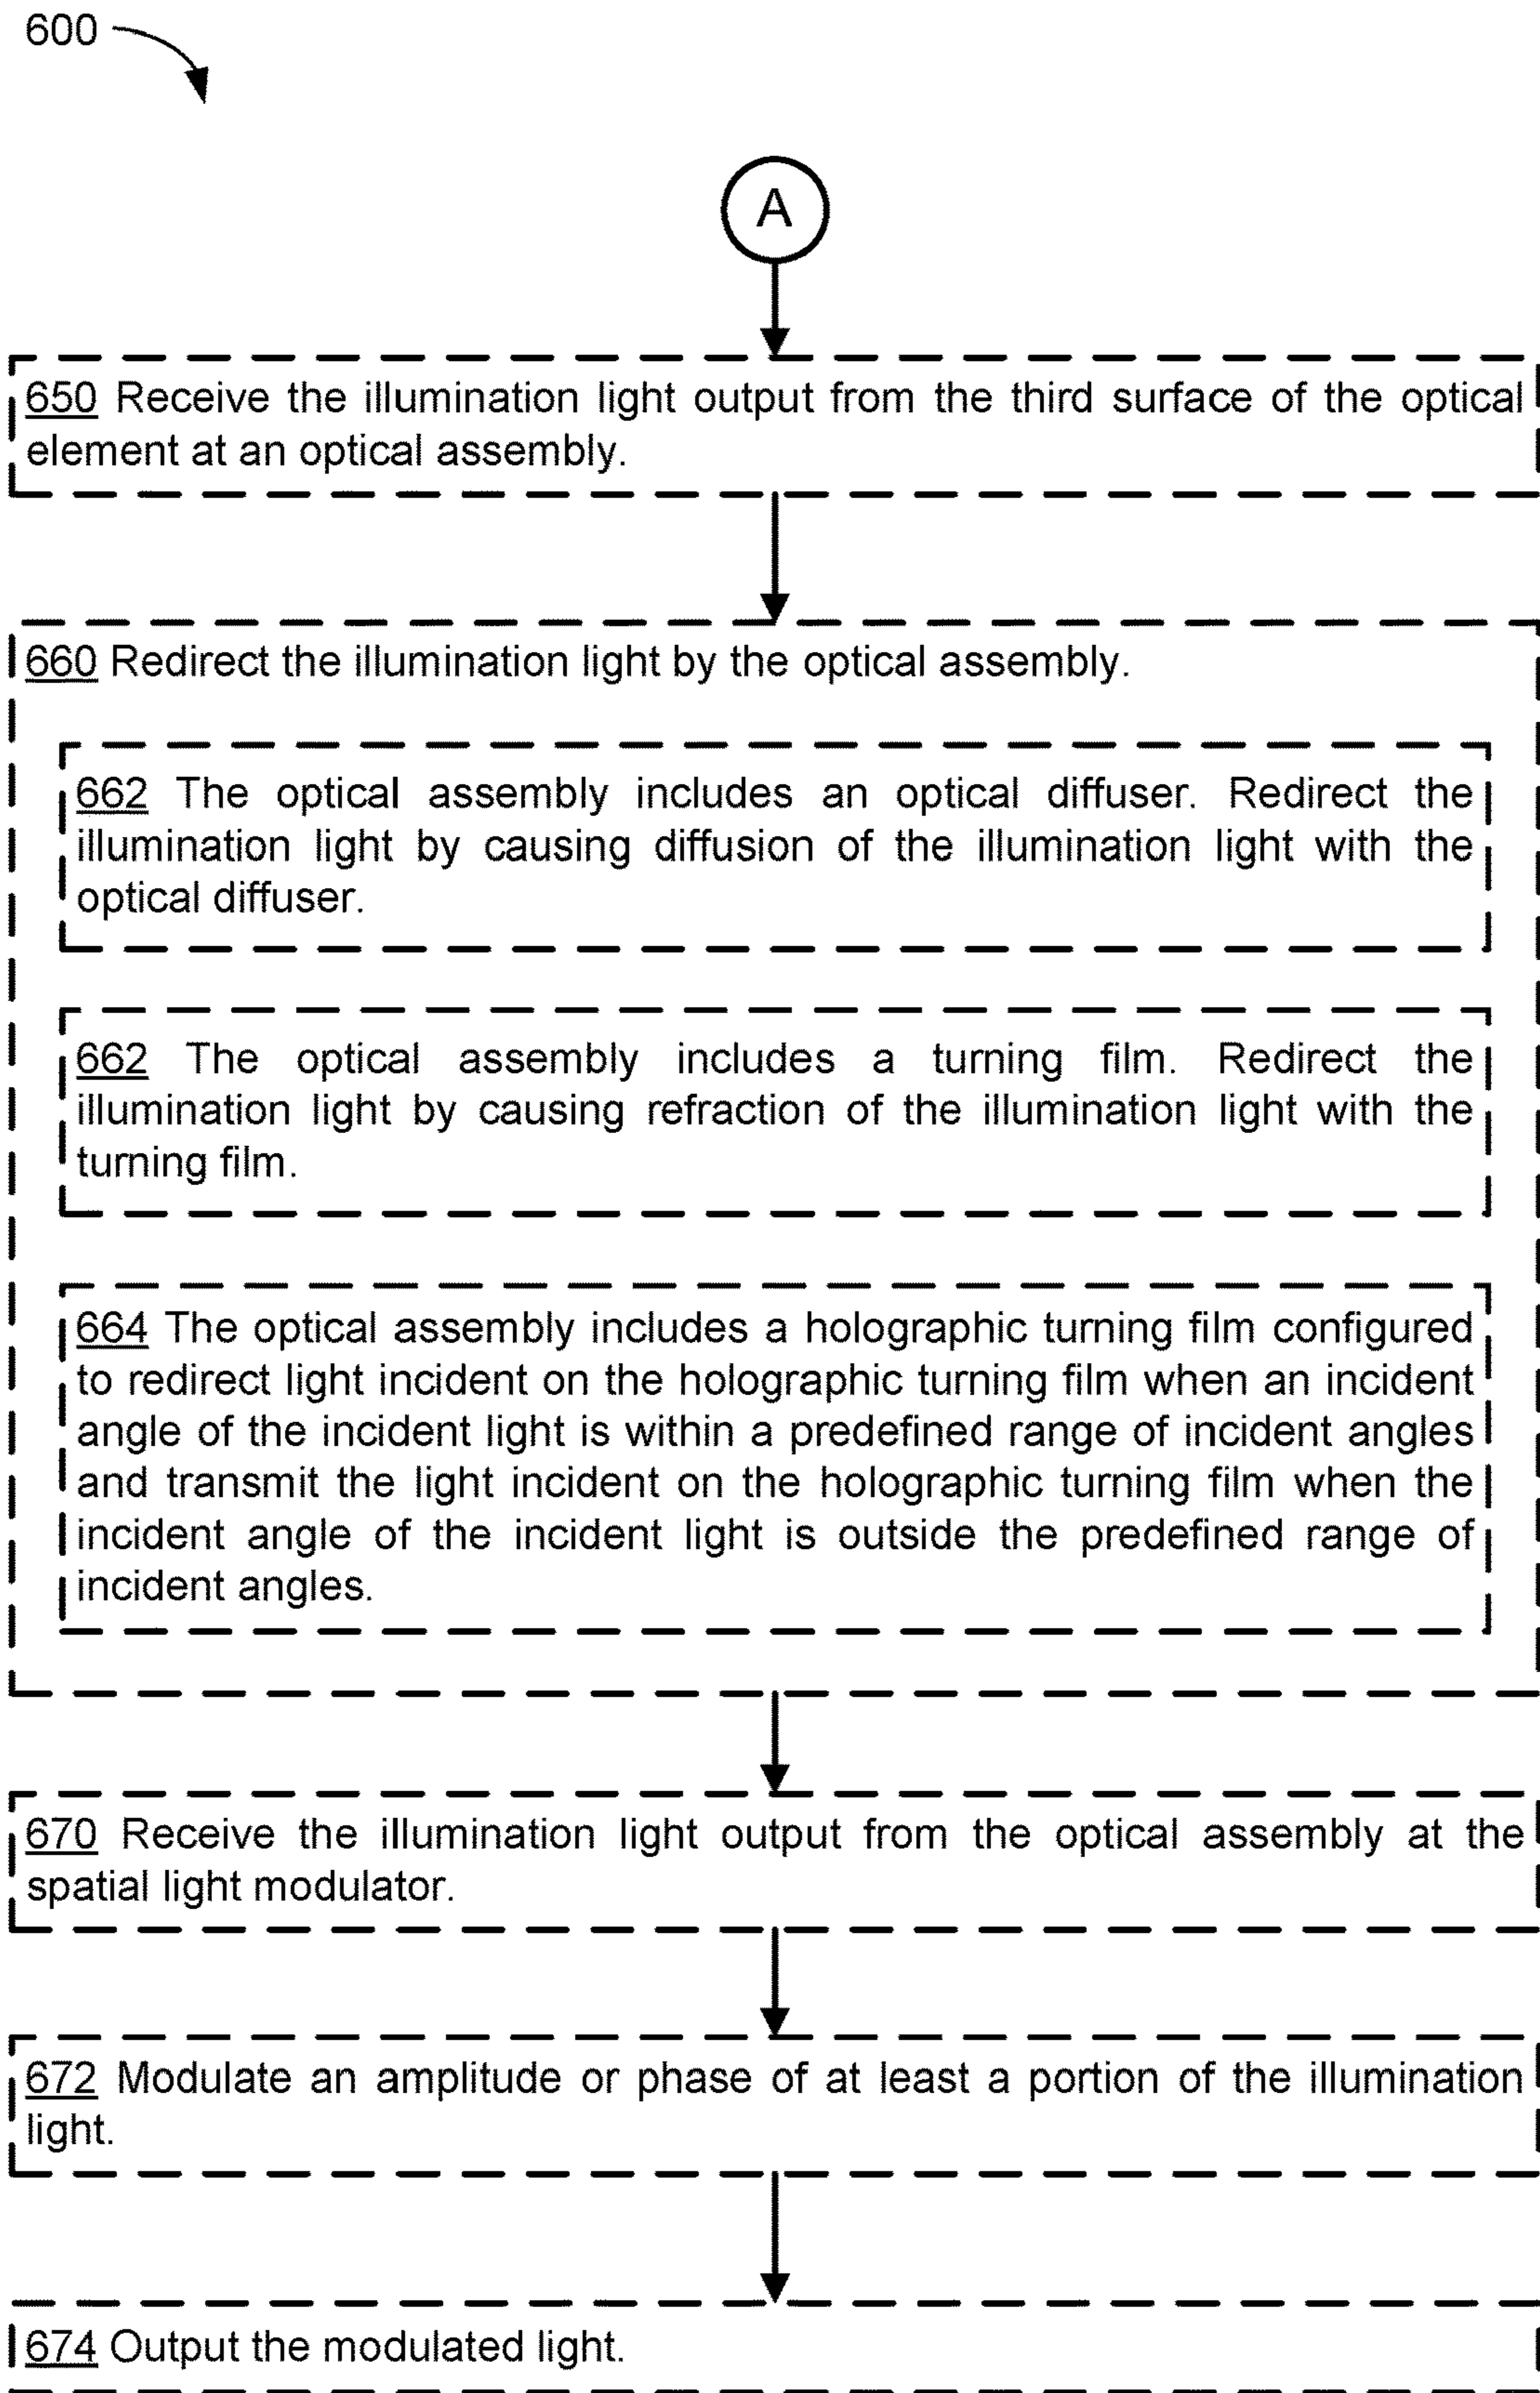 600
A
650 Receive the illumination light output from the third surface of the optical
element at an optical assembly.
660 Redirect the illumination light by the optical assembly.
662 The optical assembly includes an optical diffuser. Redirect the
illumination light by causing diffusion of the illumination light with the
optical diffuser.
662 The optical assembly includes a turning film. Redirect the
illumination light by causing refraction of the illumination light with the
turning film.
664 The optical assembly includes a holographic turning film configured
to redirect light incident on the holographic turning film when an incident
angle of the incident light is within a predefined range of incident angles
and transmit the light incident on the holographic turning film when the
incident angle of the incident light is outside the predefined range of
incident angles.
670 Receive the illumination light output from the optical assembly at the
spatial light modulator.
672 Modulate an amplitude or phase of at least a portion of the illumination
light.
674 Output the modulated light.